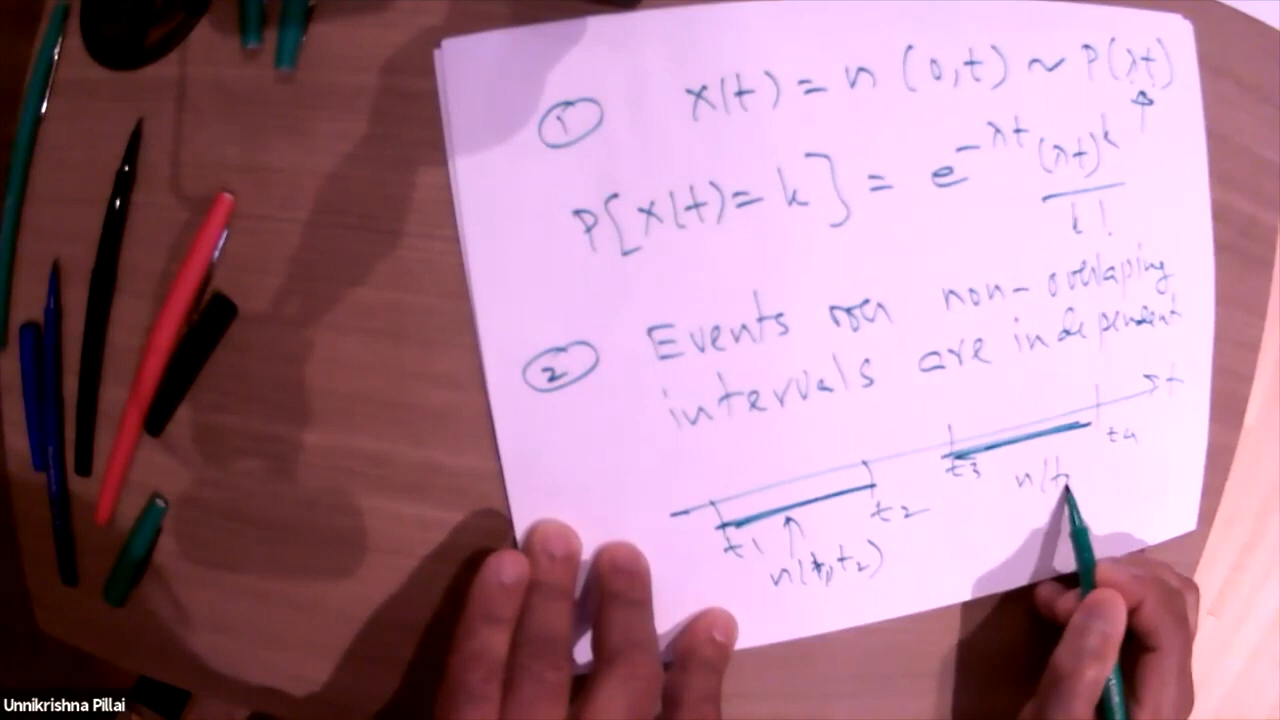 ① X(t) = n (0,t) ~ P(λt)
P[X(t) = k] = e^{-λt} (λt)^k / k!
② Events over non-overlaping
intervals are independent
t
t1 t2 t3 t4
n(t1,t2) n(t
Unnikrishna Pillai